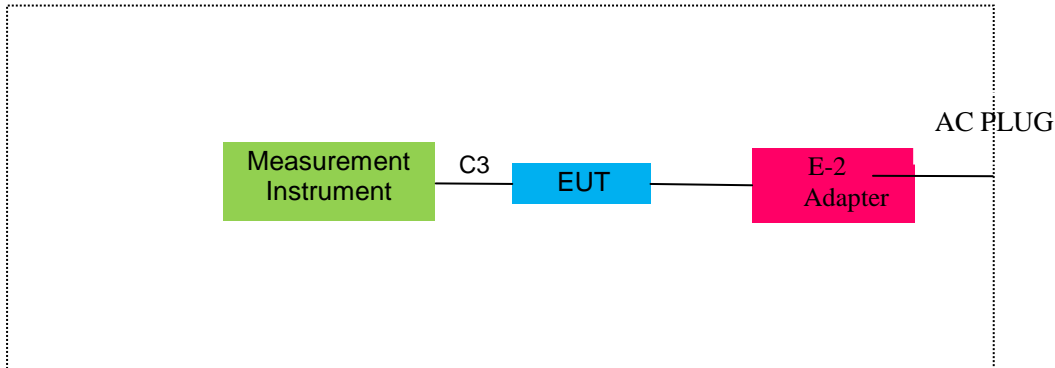 AC PLUG
Measurement
Instrument
C3
EUT
E-2
Adapter